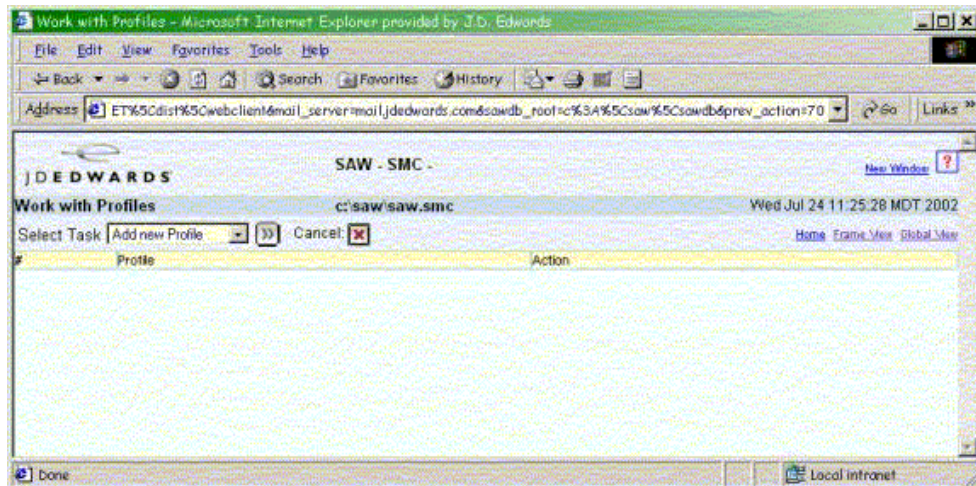 Work with Profiles - Microsoft Internet Explorer provided by J.D. Edwards
File Edit View Favorites Tools Help
Back Search Favorites History
Address ET%5Cdist%5Cwebclient&mail_server=mail.jdedwards.com&sawdb_root=c%3A%5Csaw%5Csawdb&prev_action=70 Go Links »
JDEDWARDS SAW - SMC - New Window ?
Work with Profiles c:\saw\saw.smc Wed Jul 24 11:25:28 MDT 2002
Select Task Add new Profile Cancel: Home Frame View Global View
# Profile Action
Done Local intranet